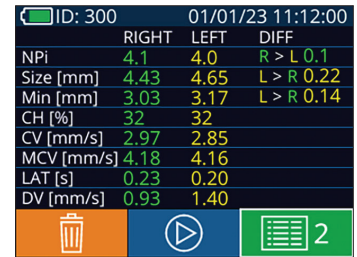 ID: 300 01/01/23 11:12:00
RIGHT LEFT DIFF
NPi 4.1 4.0 R > L 0.1
Size [mm] 4.43 4.65 L > R 0.22
Min [mm] 3.03 3.17 L > R 0.14
CH [%] 32 32
CV [mm/s] 2.97 2.85
MCV [mm/s] 4.18 4.16
LAT [s] 0.23 0.20
DV [mm/s] 0.93 1.40
2